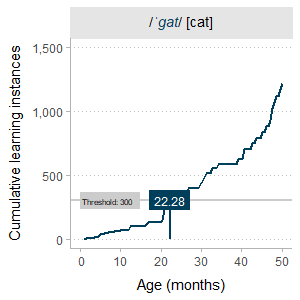 /ˈgat/ [cat]
Cumulative learning instances
1,500
1,000
500
0
Threshold: 300
22.28
0
10
20
30
40
50
Age (months)